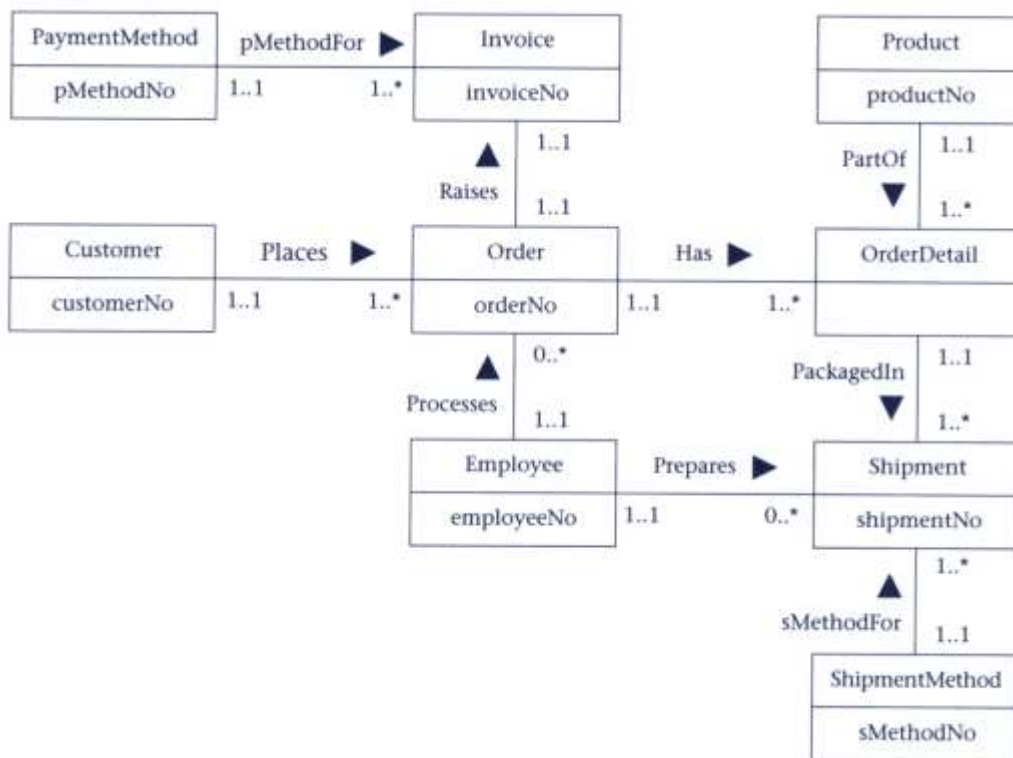 PaymentMethod
pMethodNo
pMethodFor
1..1
1..*
Invoice
invoiceNo
Product
productNo
1..1
Raises
1..1
1..1
PartOf
1..*
Customer
customerNo
Places
1..1
1..*
Order
orderNo
Has
1..1
1..*
OrderDetail
0..*
Processes
1..1
1..1
PackagedIn
1..*
Employee
employeeNo
Prepares
1..1
0..*
Shipment
shipmentNo
1..*
sMethodFor
1..1
ShipmentMethod
sMethodNo